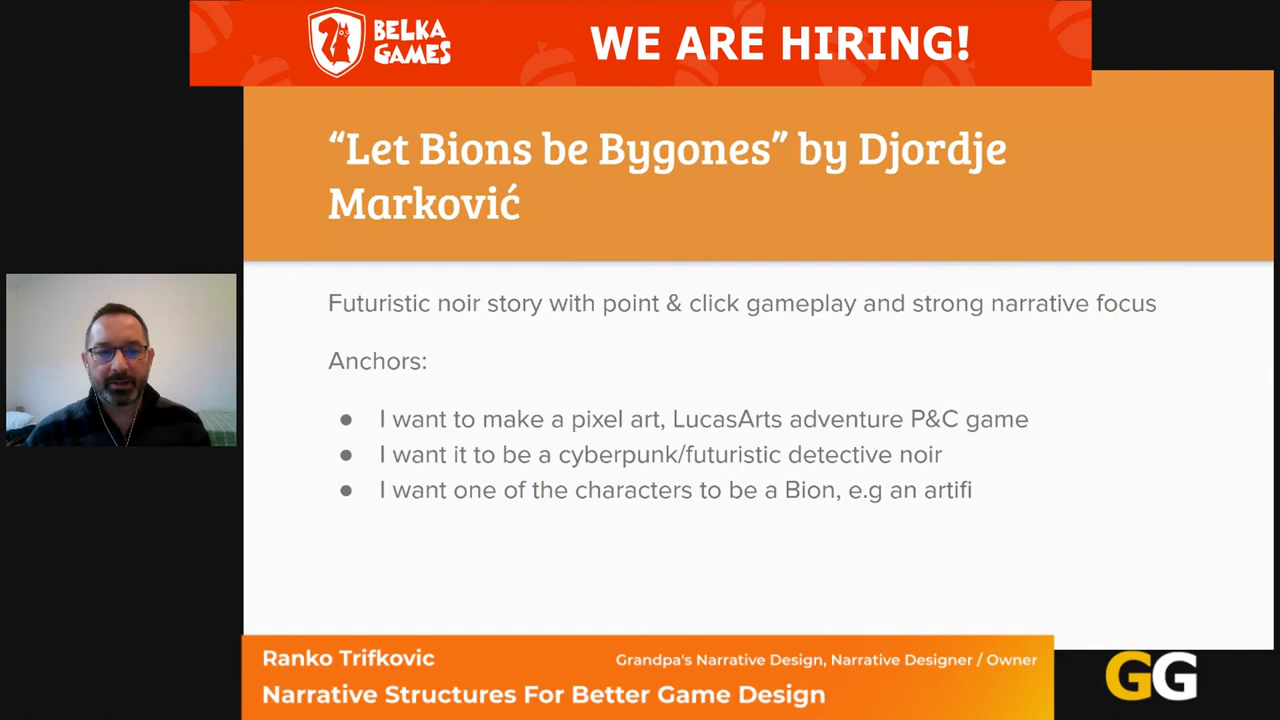 BELKA
GAMES
WE ARE HIRING!
“Let Bions be Bygones” by Djordje
Marković
Futuristic noir story with point & click gameplay and strong narrative focus
Anchors:
● I want to make a pixel art, LucasArts adventure P&C game
● I want it to be a cyberpunk/futuristic detective noir
● I want one of the characters to be a Bion, e.g an artifi
Ranko Trifkovic
Grandpa's Narrative Design, Narrative Designer / Owner
Narrative Structures For Better Game Design
GG